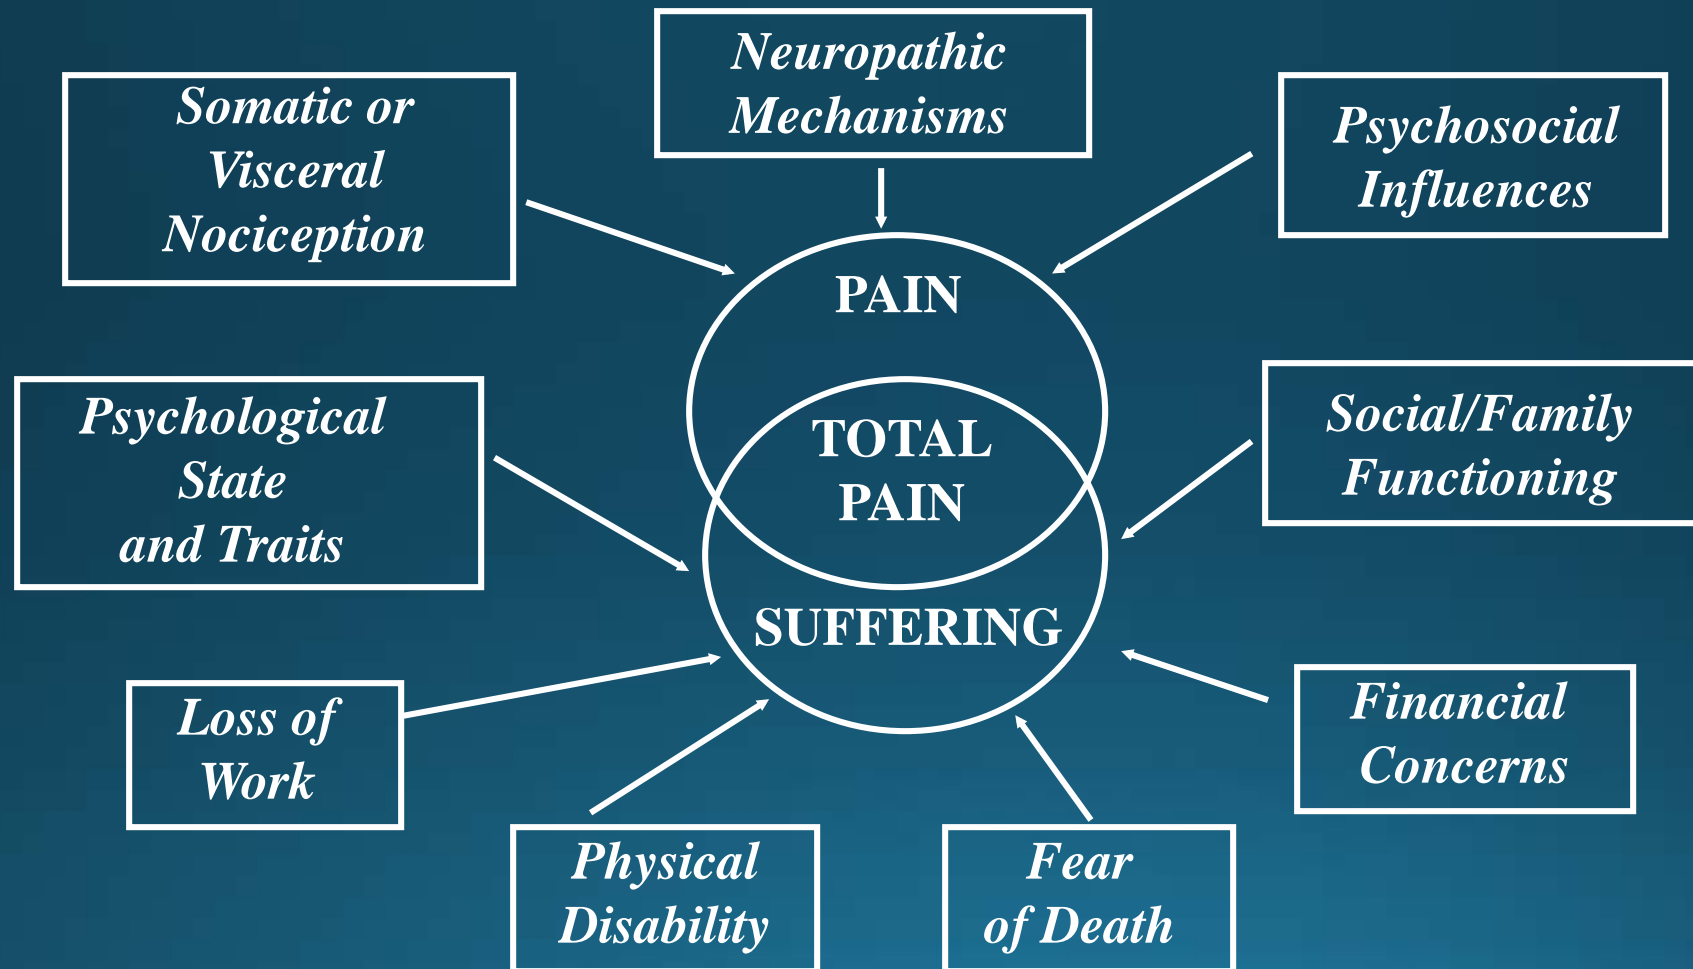 Neuropathic
Mechanisms
Somatic or
Visceral
Nociception
Psychosocial
Influences
PAIN
Psychological
State
and Traits
TOTAL
PAIN
Social/Family
Functioning
SUFFERING
Loss of
Work
Financial
Concerns
Physical
Disability
Fear
of Death